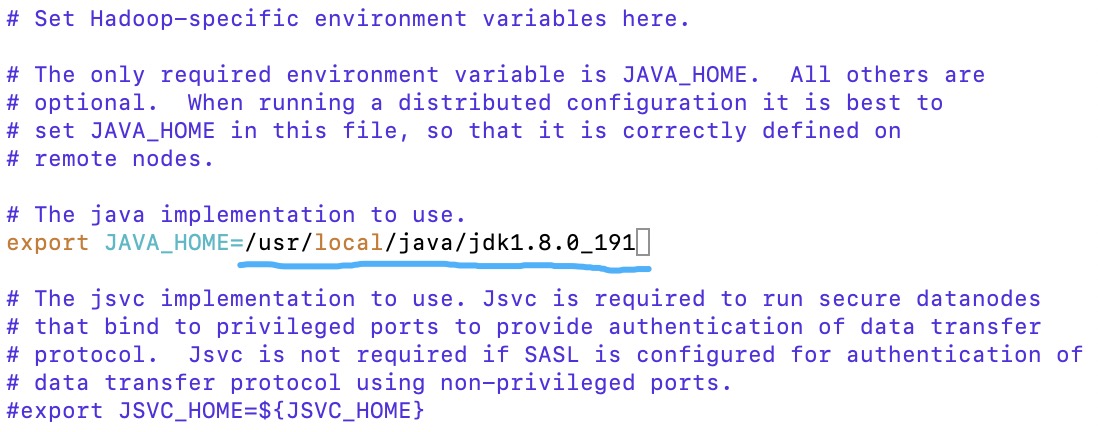 # Set Hadoop-specific environment variables here.
# The only required environment variable is JAVA_HOME.  All others are
# optional.  When running a distributed configuration it is best to
# set JAVA_HOME in this file, so that it is correctly defined on
# remote nodes.
# The java implementation to use.
export JAVA_HOME=/usr/local/java/jdk1.8.0_191
# The jsvc implementation to use. Jsvc is required to run secure datanodes
# that bind to privileged ports to provide authentication of data transfer
# protocol.  Jsvc is not required if SASL is configured for authentication of
# data transfer protocol using non-privileged ports.
#export JSVC_HOME=${JSVC_HOME}